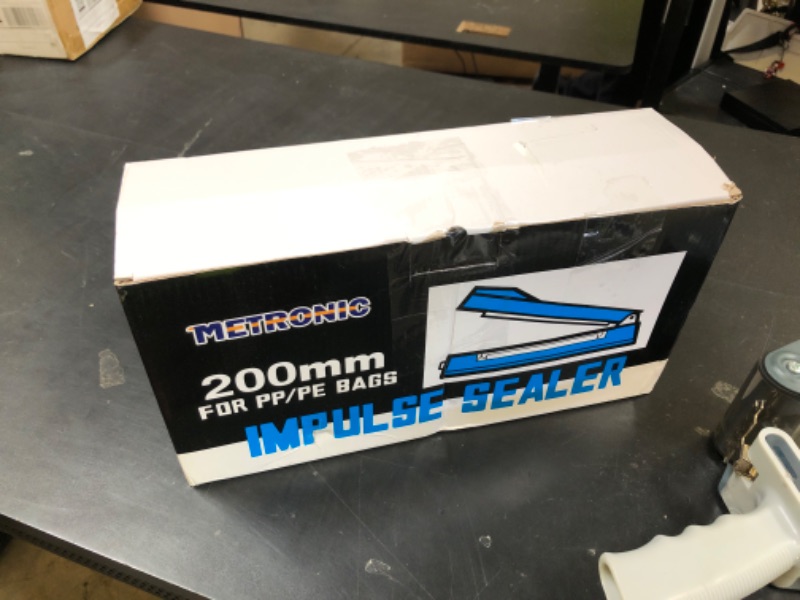 METRONIC
200mm
FOR PP/PE BAGS
IMPULSE SEALER